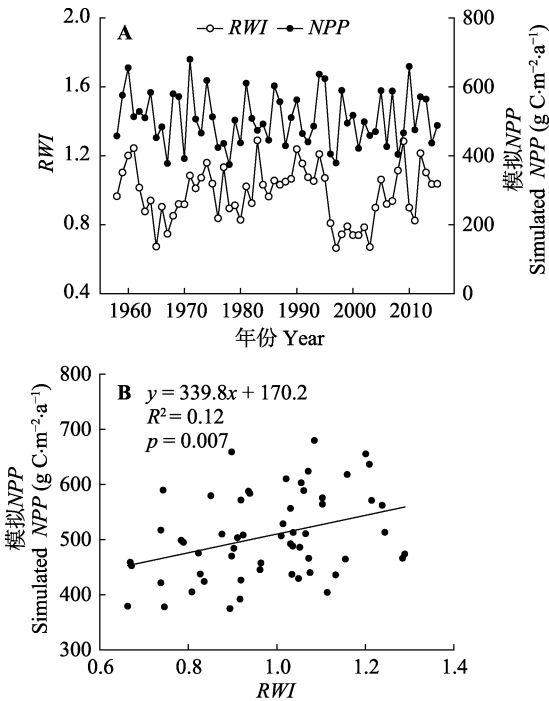 A
RWI NPP
2.0
1.6
1.2
0.8
0.4
RWI
800
600
400
200
0
模拟NPP
Simulated NPP (g C·m⁻²·a⁻¹)
1960 1970 1980 1990 2000 2010
年份 Year
B
y = 339.8x + 170.2
R² = 0.12
p = 0.007
800
700
600
500
400
300
模拟NPP
Simulated NPP (g C·m⁻²·a⁻¹)
0.6 0.8 1.0 1.2 1.4
RWI